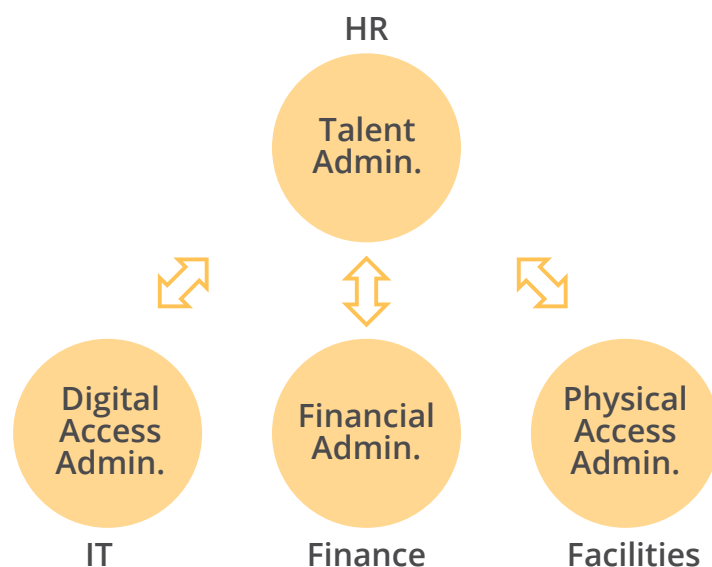 HR
Talent
Admin.
Digital
Access
Admin.
Financial
Admin.
Physical
Access
Admin.
IT
Finance
Facilities